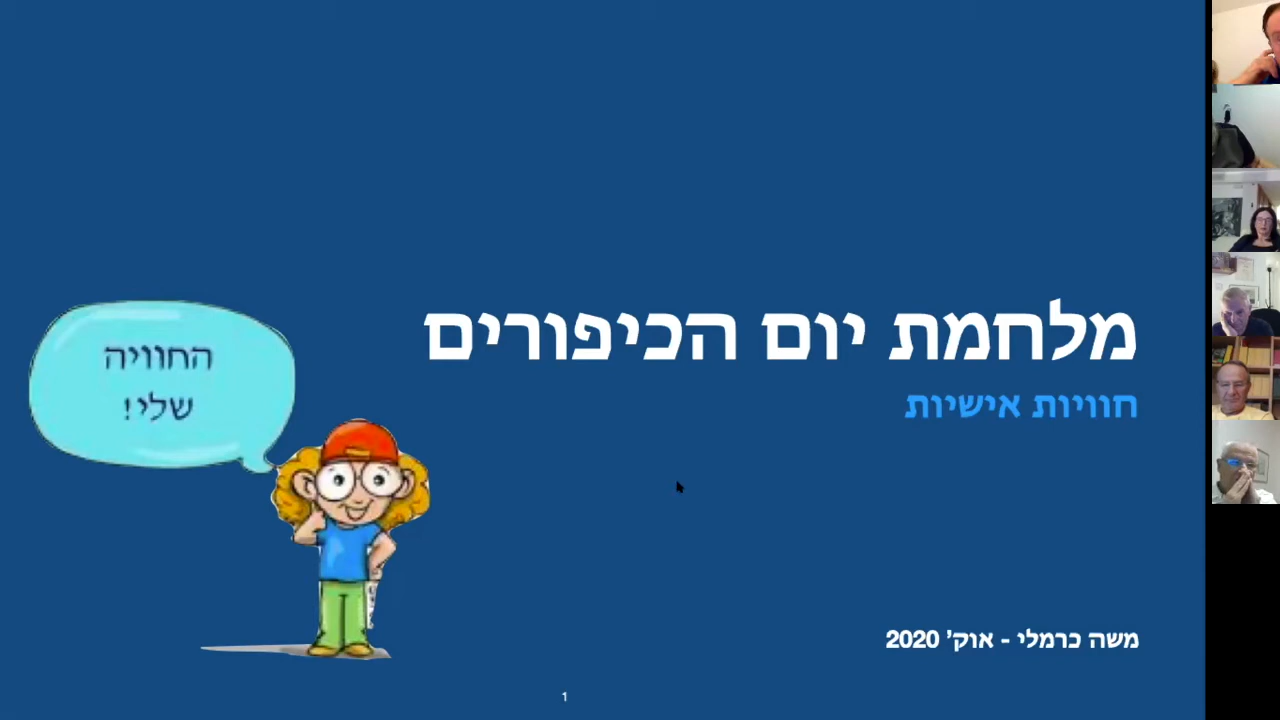 מלחמת יום הכיפורים
חוויות אישיות
החוויה
שלי!
משה כרמלי - אוק' 2020
1